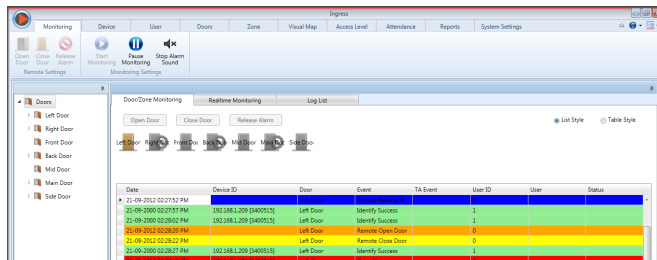 Ingress
Monitoring Device User Doors Zone Visual Map Access Level Attendance Reports System Settings
Open Door Close Door Release Alarm Start Monitoring Pause Monitoring Stop Alarm Sound
Remote Settings Monitoring Settings
Doors
Left Door
Right Door
Front Door
Back Door
Mid Door
Main Door
Side Door
Door/Zone Monitoring Realtime Monitoring Log List
Open Door Close Door Release Alarm List Style Table Style
Left Door Right Do Front Doo Back Do Mid Door Main Doc Side Doo
Date Device ID Door Event TA Event User ID User Status
21-09-2012 02:27:52 PM Left Door
21-09-2000 02:27:57 PM 192.168.1.209 [3400515] Left Door Identify Success 1
21-09-2000 02:28:02 PM 192.168.1.209 [3400515] Left Door Identify Success 1
21-09-2012 02:28:20 PM Left Door Remote Open Door 0
21-09-2012 02:28:22 PM Left Door Remote Close Door 0
21-09-2000 02:28:27 PM 192.168.1.209 [3400515] Left Door Identify Success 1